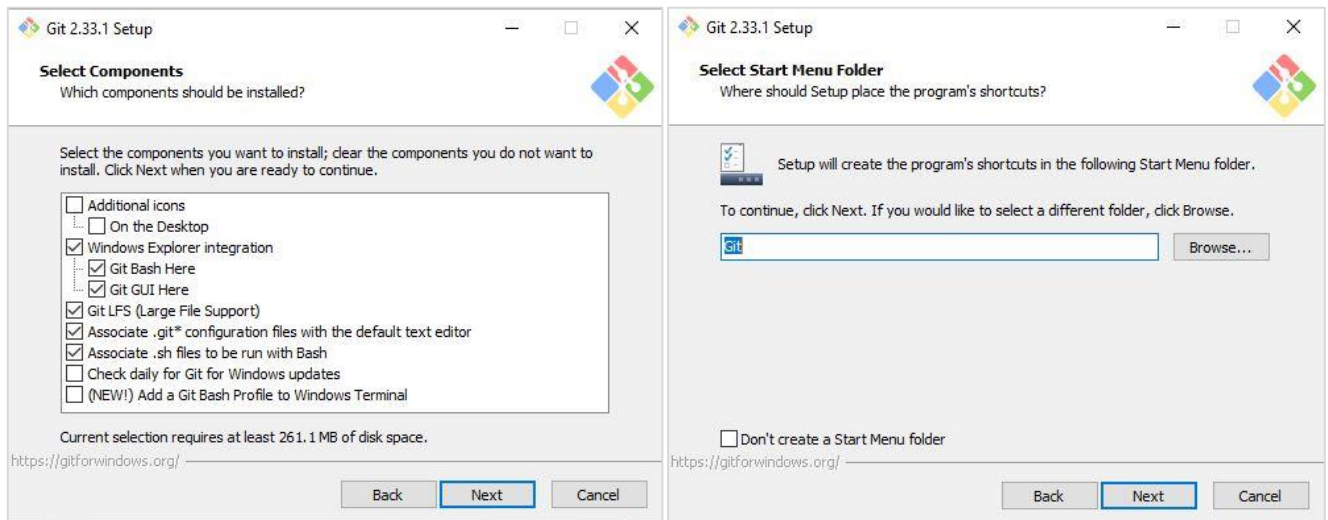 Git 2.33.1 Setup
Select Components
Which components should be installed?
Select the components you want to install; clear the components you do not want to
install. Click Next when you are ready to continue.
Additional icons
On the Desktop
Windows Explorer integration
Git Bash Here
Git GUI Here
Git LFS (Large File Support)
Associate .git* configuration files with the default text editor
Associate .sh files to be run with Bash
Check daily for Git for Windows updates
(NEW!) Add a Git Bash Profile to Windows Terminal
Current selection requires at least 261.1 MB of disk space.
https://gitforwindows.org/
Back Next Cancel
Git 2.33.1 Setup
Select Start Menu Folder
Where should Setup place the program's shortcuts?
Setup will create the program's shortcuts in the following Start Menu folder.
To continue, click Next. If you would like to select a different folder, click Browse.
Git Browse...
Don't create a Start Menu folder
https://gitforwindows.org/
Back Next Cancel